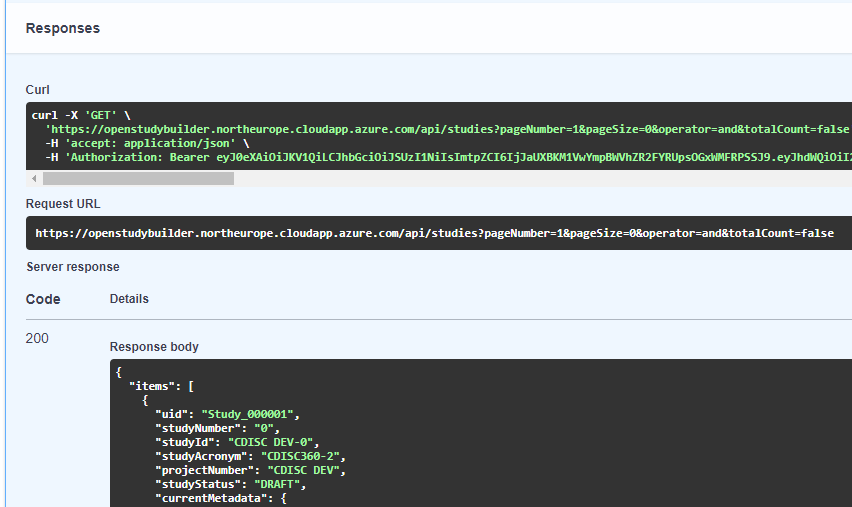 Responses
Curl
curl -X 'GET' \
'https://openstudybuilder.northeurope.cloudapp.azure.com/api/studies?pageNumber=1&pageSize=0&operator=and&totalCount=false
-H 'accept: application/json' \
-H 'Authorization: Bearer eyJ0eXAiOiJKV1QiLCJhbGciOiJSUzI1NiIsImtpZCI6IjJaUXBKM1VwYmpBWVhZR2FYRUpsOGxWMFRPSSJ9.eyJhdWQiOiI2
Request URL
https://openstudybuilder.northeurope.cloudapp.azure.com/api/studies?pageNumber=1&pageSize=0&operator=and&totalCount=false
Server response
Code Details
200
Response body
{
"items": [
{
"uid": "Study_000001",
"studyNumber": "0",
"studyId": "CDISC DEV-0",
"studyAcronym": "CDISC360-2",
"projectNumber": "CDISC DEV",
"studyStatus": "DRAFT",
"currentMetadata": {